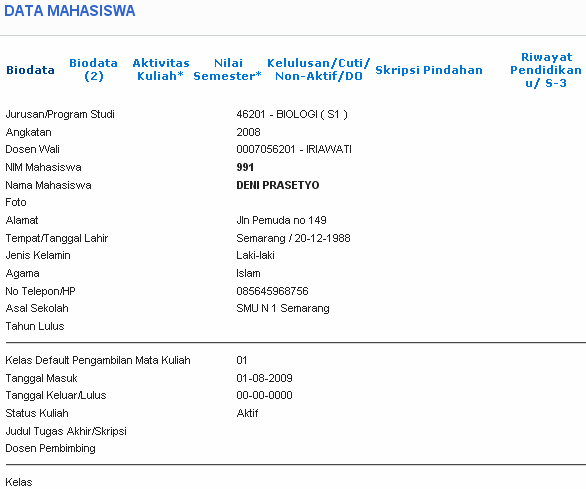 DATA MAHASISWA
Biodata Biodata (2) Aktivitas Kuliah* Nilai Semester* Kelulusan/Cuti/ Non-Aktif/DO Skripsi Pindahan Riwayat Pendidikan u/ S-3
Jurusan/Program Studi 46201 - BIOLOGI ( S1 )
Angkatan 2008
Dosen Wali 0007056201 - IRIAWATI
NIM Mahasiswa 991
Nama Mahasiswa DENI PRASETYO
Foto
Alamat Jln Pemuda no 149
Tempat/Tanggal Lahir Semarang / 20-12-1988
Jenis Kelamin Laki-laki
Agama Islam
No Telepon/HP 085645968756
Asal Sekolah SMU N 1 Semarang
Tahun Lulus
Kelas Default Pengambilan Mata Kuliah 01
Tanggal Masuk 01-08-2009
Tanggal Keluar/Lulus 00-00-0000
Status Kuliah Aktif
Judul Tugas Akhir/Skripsi
Dosen Pembimbing
Kelas